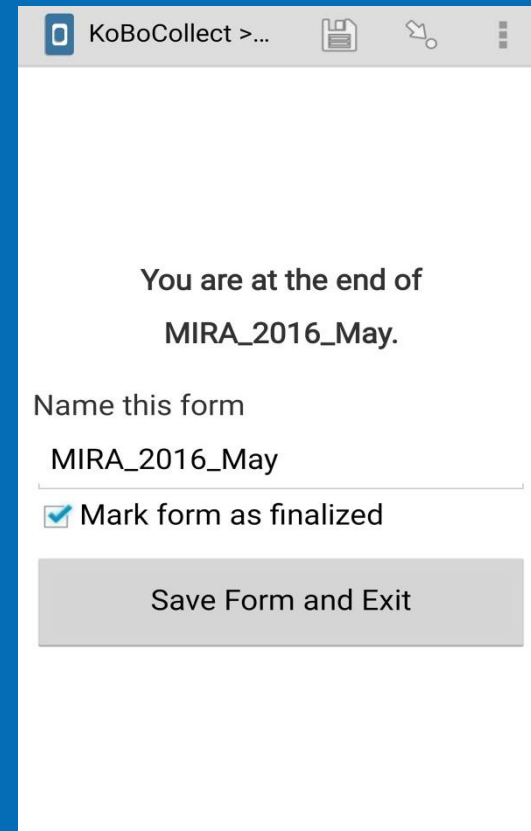 KoBoCollect >...
You are at the end of
MIRA_2016_May.
Name this form
MIRA_2016_May
Mark form as finalized
Save Form and Exit